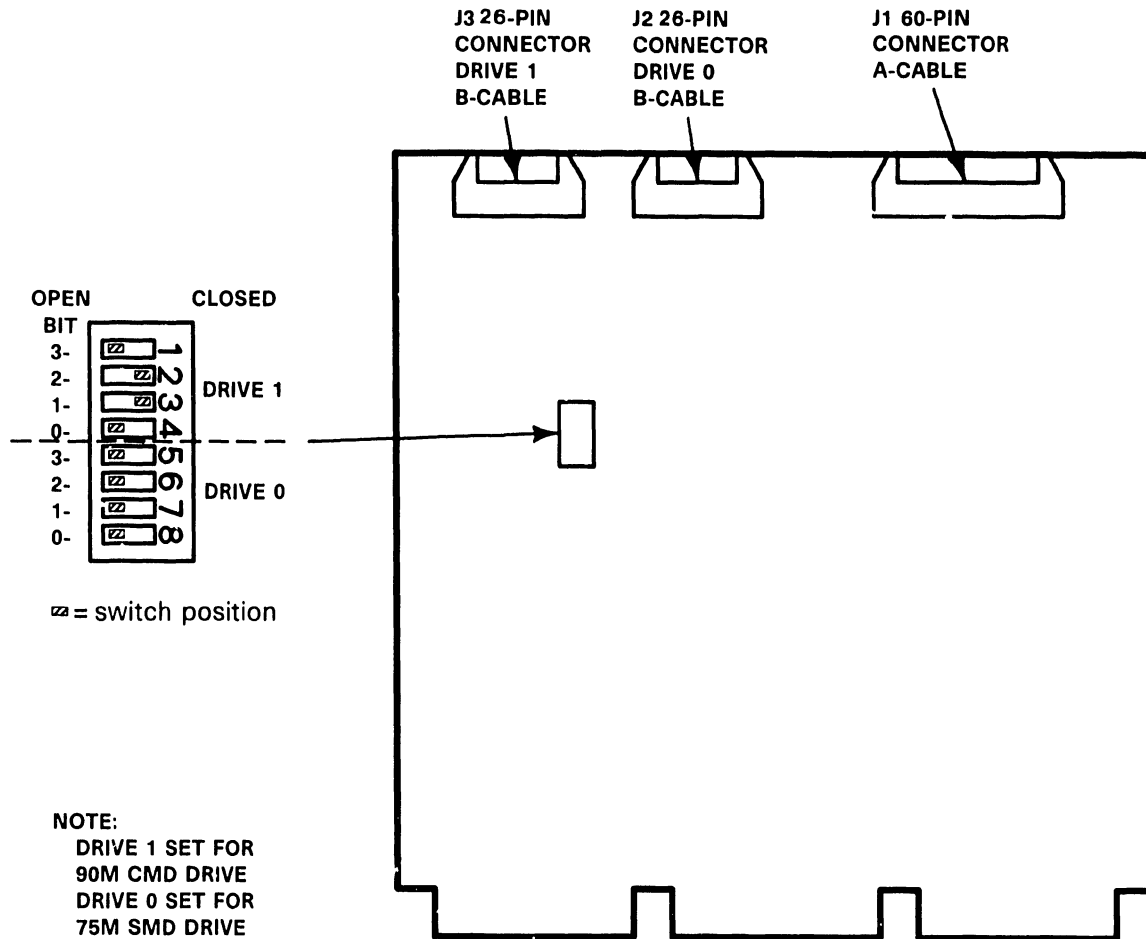 J3 26-PIN
CONNECTOR
DRIVE 1
B-CABLE
J2 26-PIN
CONNECTOR
DRIVE 0
B-CABLE
J1 60-PIN
CONNECTOR
A-CABLE
OPEN CLOSED
BIT
3- 1
2- 2
1- 3
0- 4
DRIVE 1
3- 5
2- 6
1- 7
0- 8
DRIVE 0
= switch position
NOTE:
DRIVE 1 SET FOR
90M CMD DRIVE
DRIVE 0 SET FOR
75M SMD DRIVE